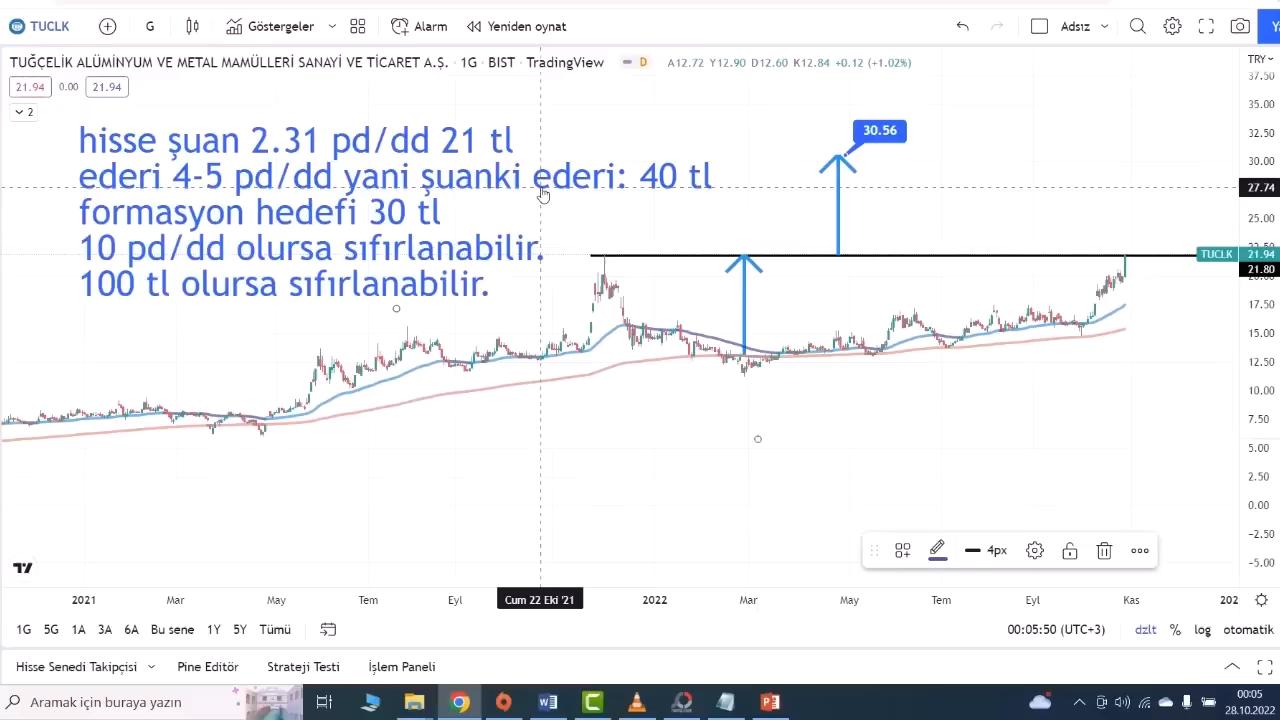 TUCLK
G
Göstergeler
Alarm
Yeniden oynat
Adsız
TUĞÇELİK ALÜMİNYUM VE METAL MAMÜLLERİ SANAYİ VE TİCARET A.Ş. · 1G · BIST · TradingView
D
A12.72 Y12.90 D12.60 K12.84 +0.12 (+1.02%)
TRY
21.94 0.00 21.94
2
hisse şuan 2.31 pd/dd 21 tl
ederi 4-5 pd/dd yani şuanki ederi: 40 tl
formasyon hedefi 30 tl
10 pd/dd olursa sıfırlanabilir.
100 tl olursa sıfırlanabilir.
30.56
37.50
35.00
32.50
30.00
27.74
25.00
22.50
TUCLK 21.94
21.80
17.50
15.00
12.50
10.00
7.50
5.00
2.50
0.00
−2.50
−5.00
4px
2021 Mar May Tem Eyl Cum 22 Eki '21 2022 Mar May Tem Eyl Kas 202
1G 5G 1A 3A 6A Bu sene 1Y 5Y Tümü
00:05:50 (UTC+3) dzlt % log otomatik
Hisse Senedi Takipçisi Pine Editör Strateji Testi İşlem Paneli
Aramak için buraya yazın
00:05
28.10.2022